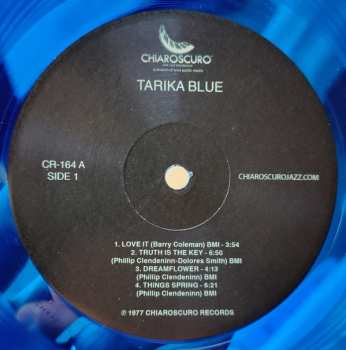 CHIAROSCURO
TARIKA BLUE
CR-164 A
SIDE 1
CHIAROSCUROJAZZ.COM
1. LOVE IT (Barry Coleman) BMI - 3:54
2. TRUTH IS THE KEY - 6:50
(Phillip Clendeninn-Dolores Smith) BMI
3. DREAMFLOWER - 4:13
(Phillip Clendeninn) BMI
4. THINGS SPRING - 6:21
(Phillip Clendeninn) BMI
℗ 1977 CHIAROSCURO RECORDS